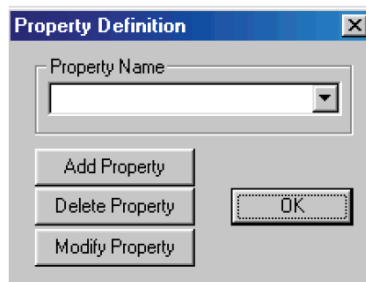 Property Definition
Property Name
Add Property
Delete Property
OK
Modify Property